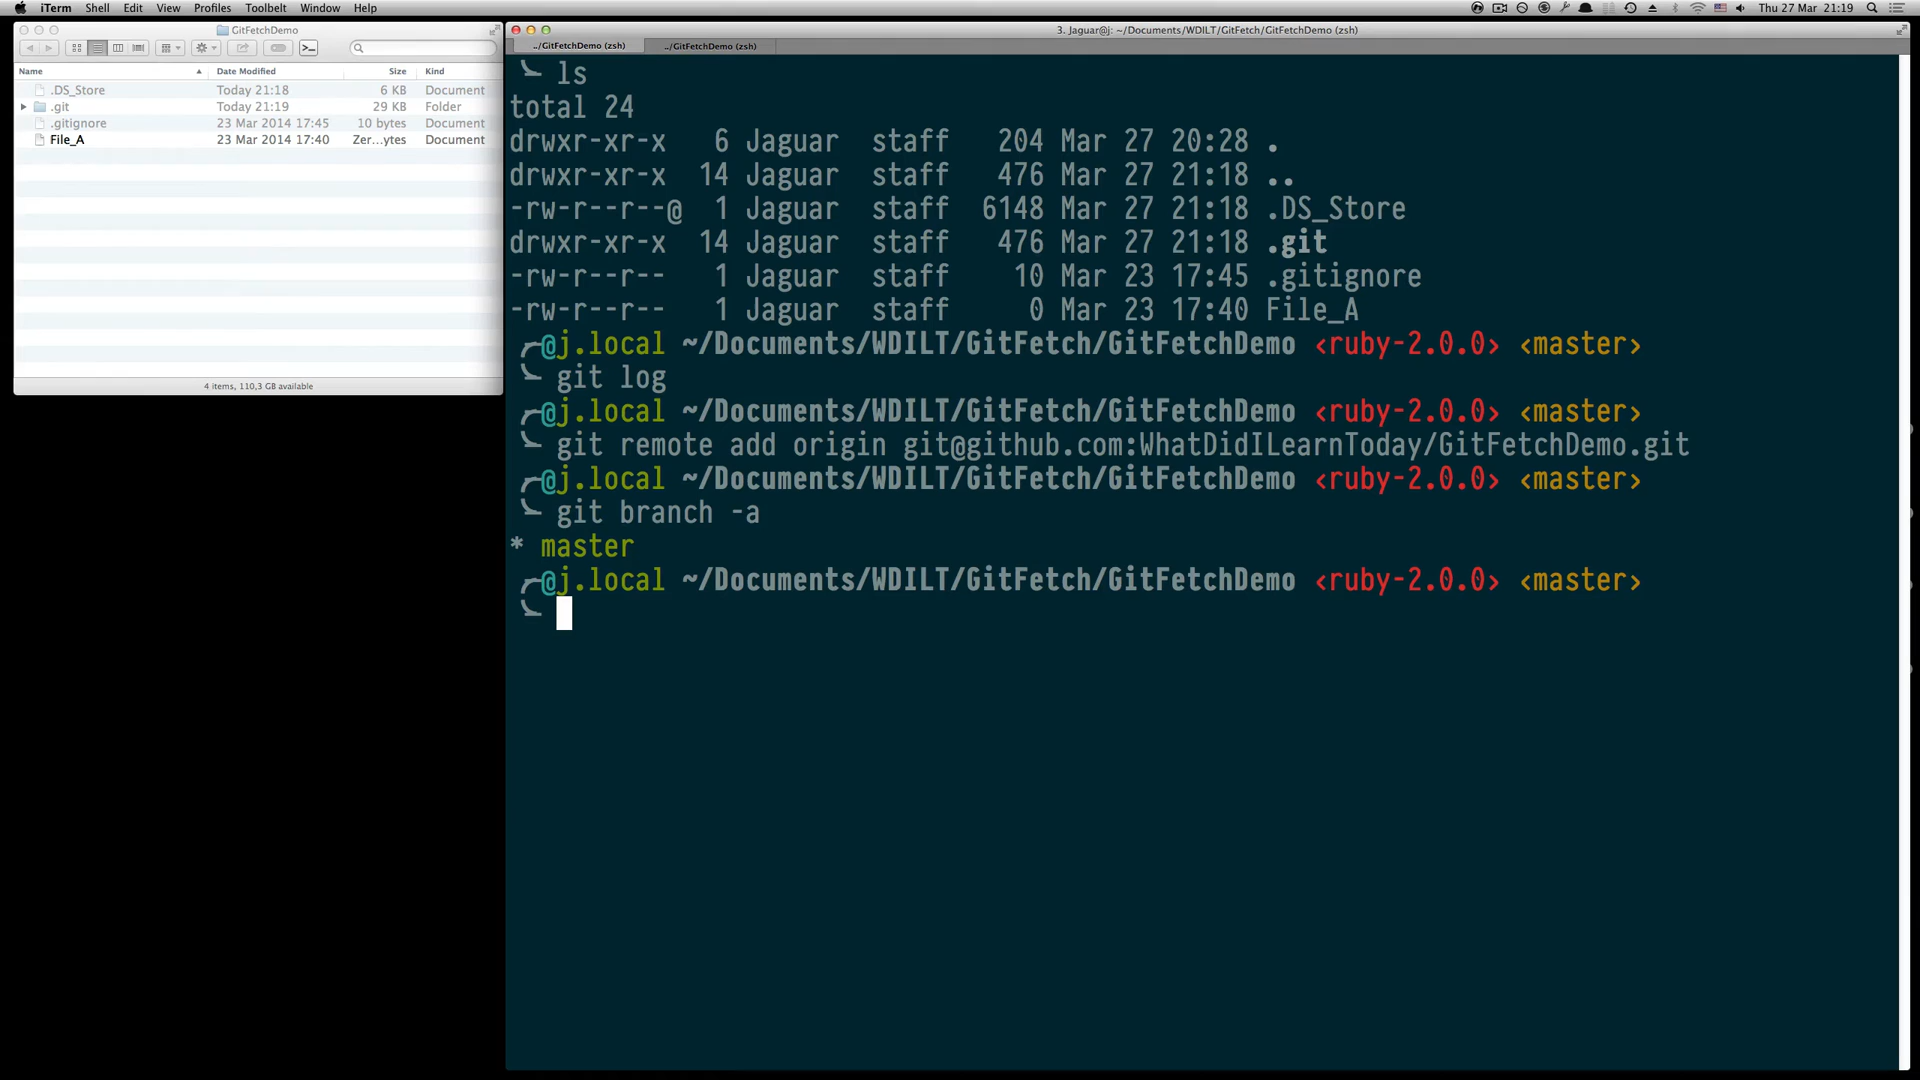 iTerm Shell Edit View Profiles Toolbelt Window Help Thu 27 Mar 21:19
GitFetchDemo
Name Date Modified Size Kind
.DS_Store Today 21:18 6 KB Document
.git Today 21:19 29 KB Folder
.gitignore 23 Mar 2014 17:45 10 bytes Document
File_A 23 Mar 2014 17:40 Zer...ytes Document
4 items, 110,3 GB available
3. Jaguar@j: ~/Documents/WDILT/GitFetch/GitFetchDemo (zsh)
../GitFetchDemo (zsh) ../GitFetchDemo (zsh)
ls
total 24
drwxr-xr-x 6 Jaguar staff 204 Mar 27 20:28 .
drwxr-xr-x 14 Jaguar staff 476 Mar 27 21:18 ..
-rw-r--r--@ 1 Jaguar staff 6148 Mar 27 21:18 .DS_Store
drwxr-xr-x 14 Jaguar staff 476 Mar 27 21:18 .git
-rw-r--r-- 1 Jaguar staff 10 Mar 23 17:45 .gitignore
-rw-r--r-- 1 Jaguar staff 0 Mar 23 17:40 File_A
╭@j.local ~/Documents/WDILT/GitFetch/GitFetchDemo <ruby-2.0.0> <master>
╰ git log
╭@j.local ~/Documents/WDILT/GitFetch/GitFetchDemo <ruby-2.0.0> <master>
╰ git remote add origin git@github.com:WhatDidILearnToday/GitFetchDemo.git
╭@j.local ~/Documents/WDILT/GitFetch/GitFetchDemo <ruby-2.0.0> <master>
╰ git branch -a
* master
╭@j.local ~/Documents/WDILT/GitFetch/GitFetchDemo <ruby-2.0.0> <master>
╰